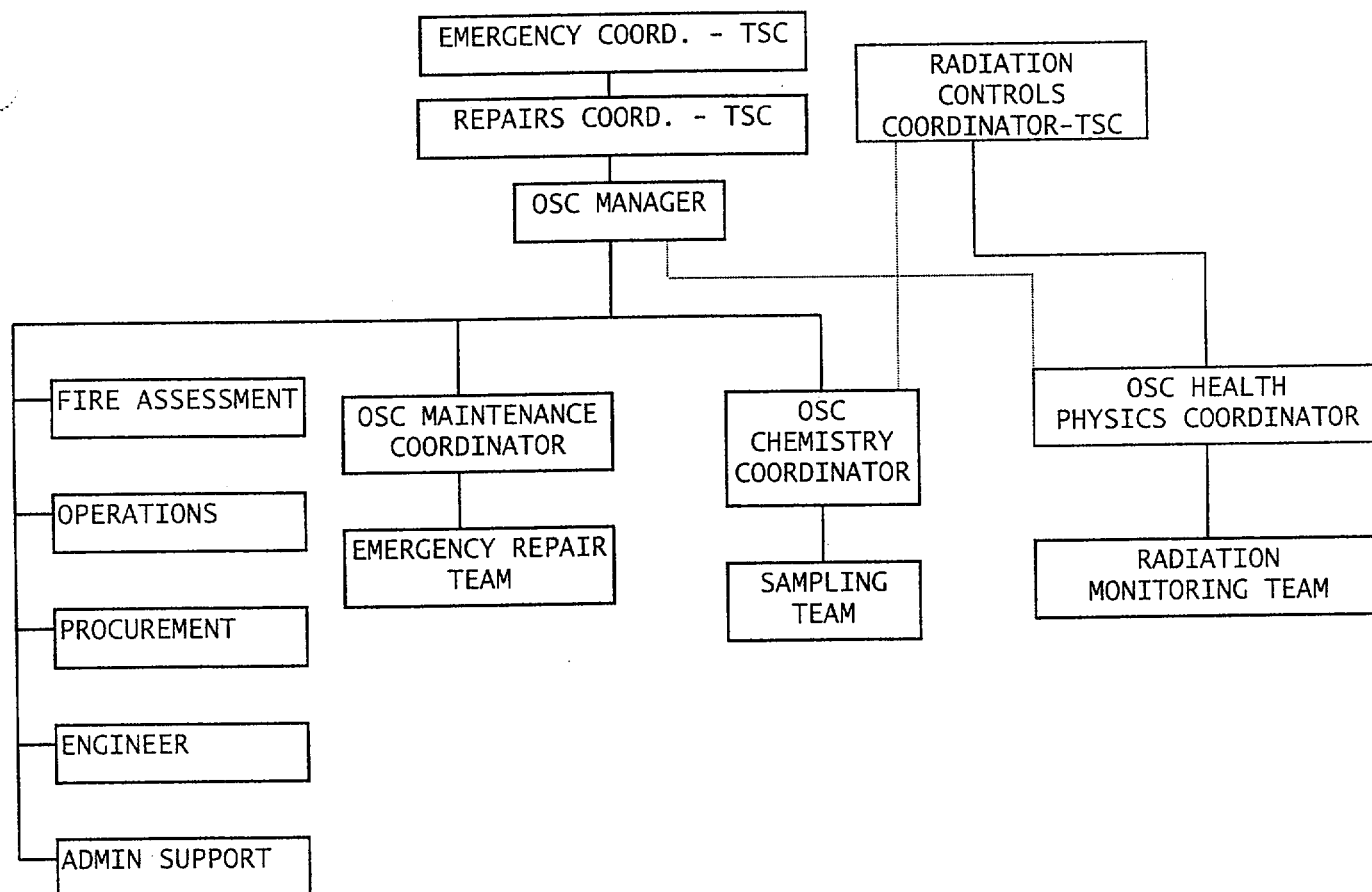 EMERGENCY COORD. - TSC
REPAIRS COORD. - TSC
RADIATION
CONTROLS
COORDINATOR-TSC
OSC MANAGER
FIRE ASSESSMENT
OPERATIONS
PROCUREMENT
ENGINEER
ADMIN SUPPORT
OSC MAINTENANCE
COORDINATOR
EMERGENCY REPAIR
TEAM
OSC
CHEMISTRY
COORDINATOR
SAMPLING
TEAM
OSC HEALTH
PHYSICS COORDINATOR
RADIATION
MONITORING TEAM